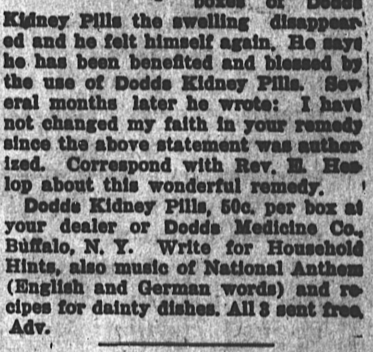 boxes of Dodds
Kidney Pills the swelling disappear-
ed and he felt himself again. He says
he has been benefited and blessed by
the use of Dodds Kidney Pills. Sev-
eral months later he wrote: I have
not changed my faith in your remedy
since the above statement was author-
ized. Correspond with Rev. E. Hes-
lop about this wonderful remedy.
Dodds Kidney Pills, 50c. per box at
your dealer or Dodds Medicine Co.,
Buffalo, N. Y. Write for Household
Hints, also music of National Anthem
(English and German words) and re-
cipes for dainty dishes. All 3 sent free.
Adv.